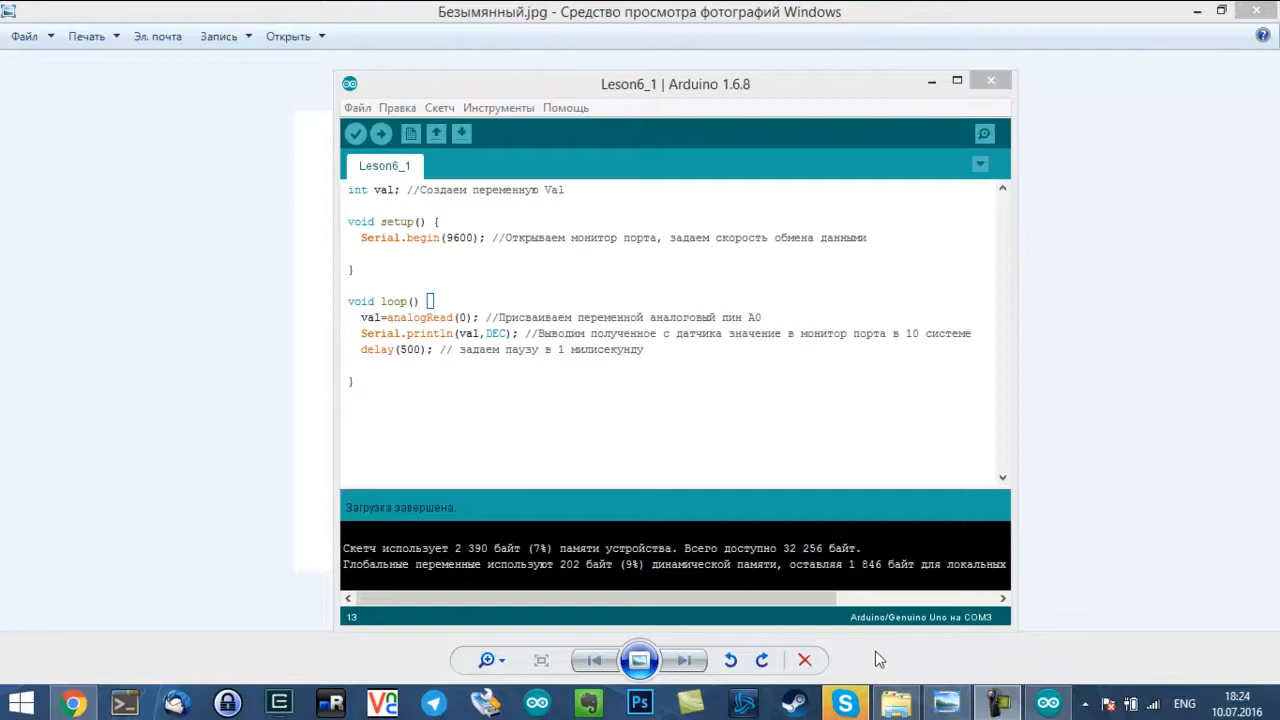 Безымянный.jpg - Средство просмотра фотографий Windows
Файл Печать Эл. почта Запись Открыть
Leson6_1 | Arduino 1.6.8
Файл Правка Скетч Инструменты Помощь
Leson6_1
int val; //Создаем переменную Val
void setup() {
Serial.begin(9600); //Открываем монитор порта, задаем скорость обмена данными
}
void loop() {
val=analogRead(0); //Присваиваем переменной аналоговый пин A0
Serial.println(val,DEC); //Выводим полученное с датчика значение в монитор порта в 10 системе
delay(500); // задаем паузу в 1 милисекунду
}
Загрузка завершена.
Скетч использует 2 390 байт (7%) памяти устройства. Всего доступно 32 256 байт.
Глобальные переменные используют 202 байт (9%) динамической памяти, оставляя 1 846 байт для локальных
13 Arduino/Genuino Uno на COM3
ENG
18:24
10.07.2016